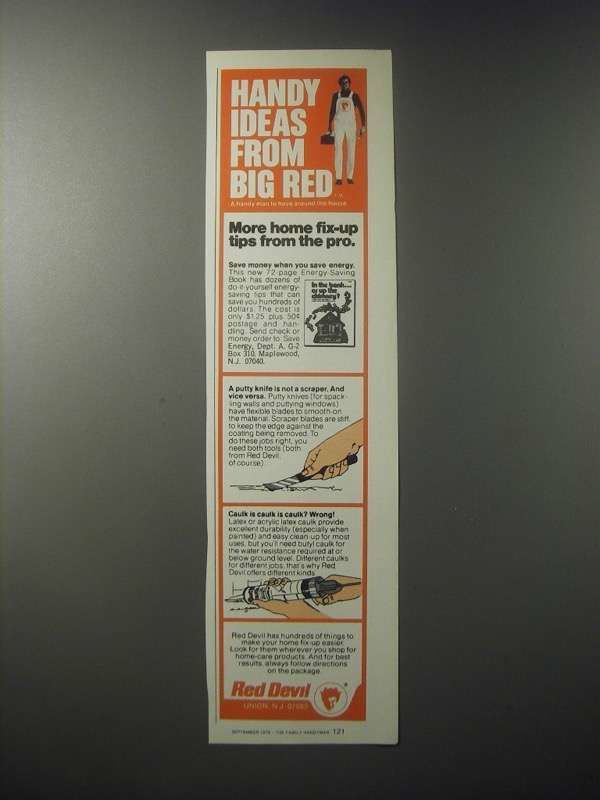 HANDY
IDEAS
FROM
BIG RED
A handy man to have around the house
More home fix-up
tips from the pro.
Save money when you save energy.
This new 72-page Energy-Saving
Book has dozens of
do-it-yourself energy-
saving tips that can
save you hundreds of
dollars. The cost is
only $1.25 plus 50¢
postage and han-
dling. Send check or
money order to: Save
Energy, Dept. A, G-2
Box 310, Maplewood,
N.J. 07040.
In the bank...
or up the
chimney?
A putty knife is not a scraper. And
vice versa. Putty knives (for spack-
ling walls and puttying windows)
have flexible blades to smooth-on
the material. Scraper blades are stiff,
to keep the edge against the
coating being removed. To
do these jobs right, you
need both tools (both
from Red Devil,
of course).
Caulk is caulk is caulk? Wrong!
Latex or acrylic latex caulk provide
excellent durability (especially when
painted) and easy clean-up for most
uses, but you'll need butyl caulk for
the water resistance required at or
below ground level. Different caulks
for different jobs, that's why Red
Devil offers different kinds.
Red Devil has hundreds of things to
make your home fix-up easier.
Look for them wherever you shop for
home-care products. And for best
results, always follow directions
on the package.
Red Devil ®
UNION, N.J. 07083
SEPTEMBER THE FAMILY HANDYMAN 121